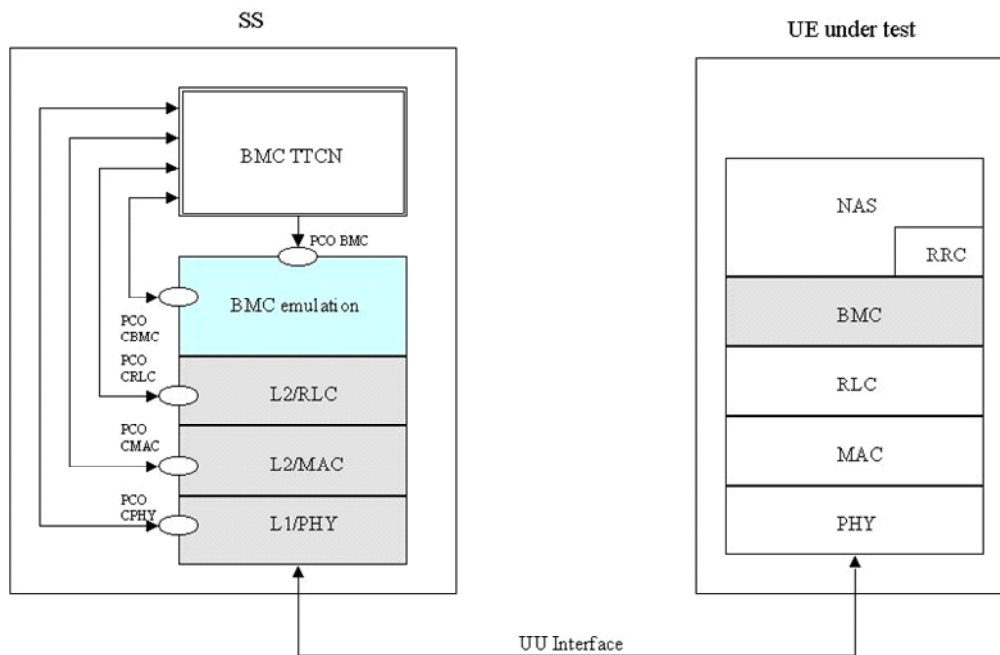 SS
UE under test
BMC TTCN
PCO BMC
BMC emulation
PCO
CBMC
PCO
CRLC
L2/RLC
PCO
CMAC
L2/MAC
PCO
CPHY
L1/PHY
NAS
RRC
BMC
RLC
MAC
PHY
UU Interface